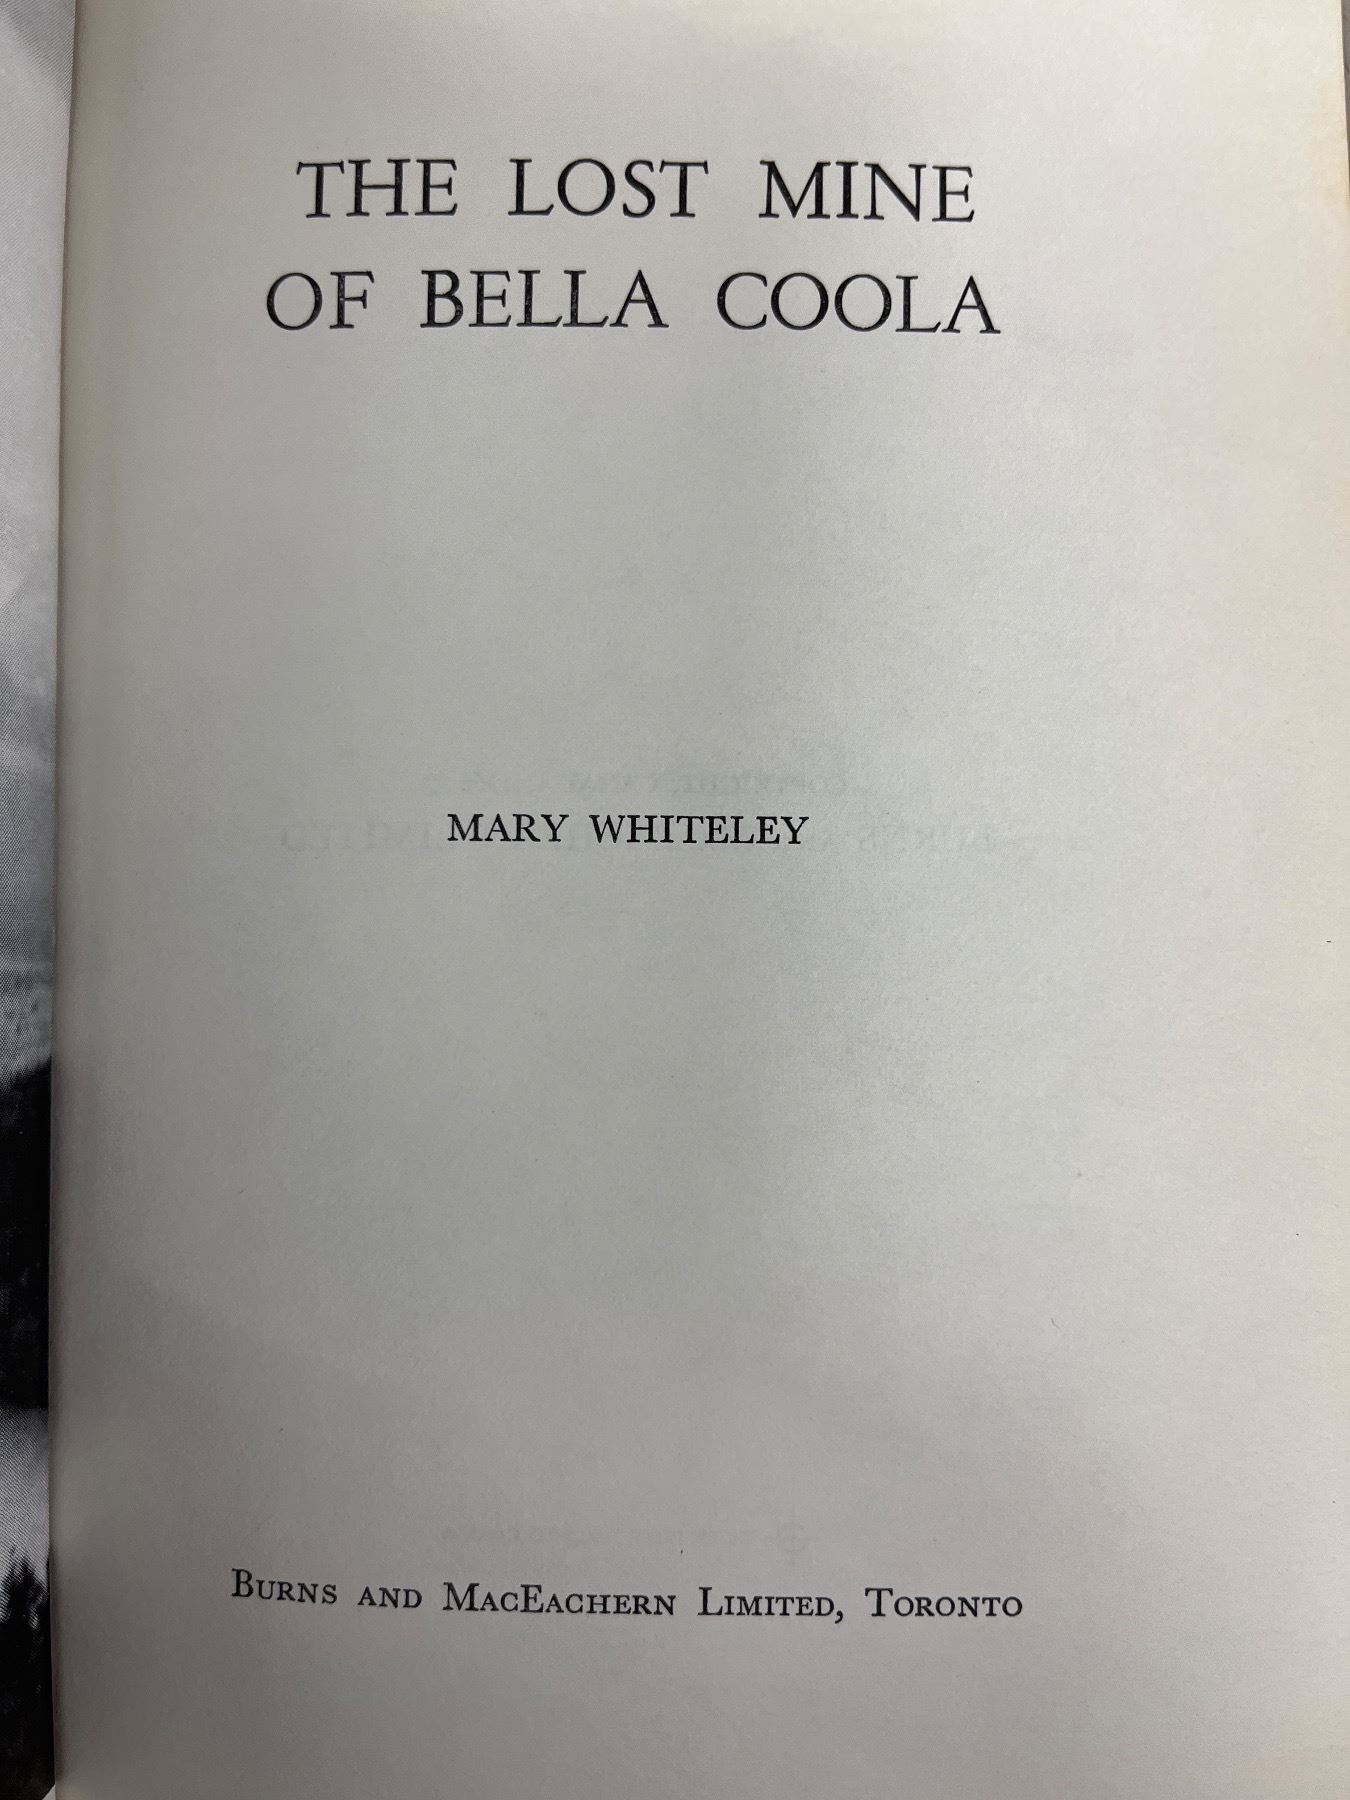 THE LOST MINE
OF BELLA COOLA
MARY WHITELEY
BURNS AND MACEACHERN LIMITED, TORONTO